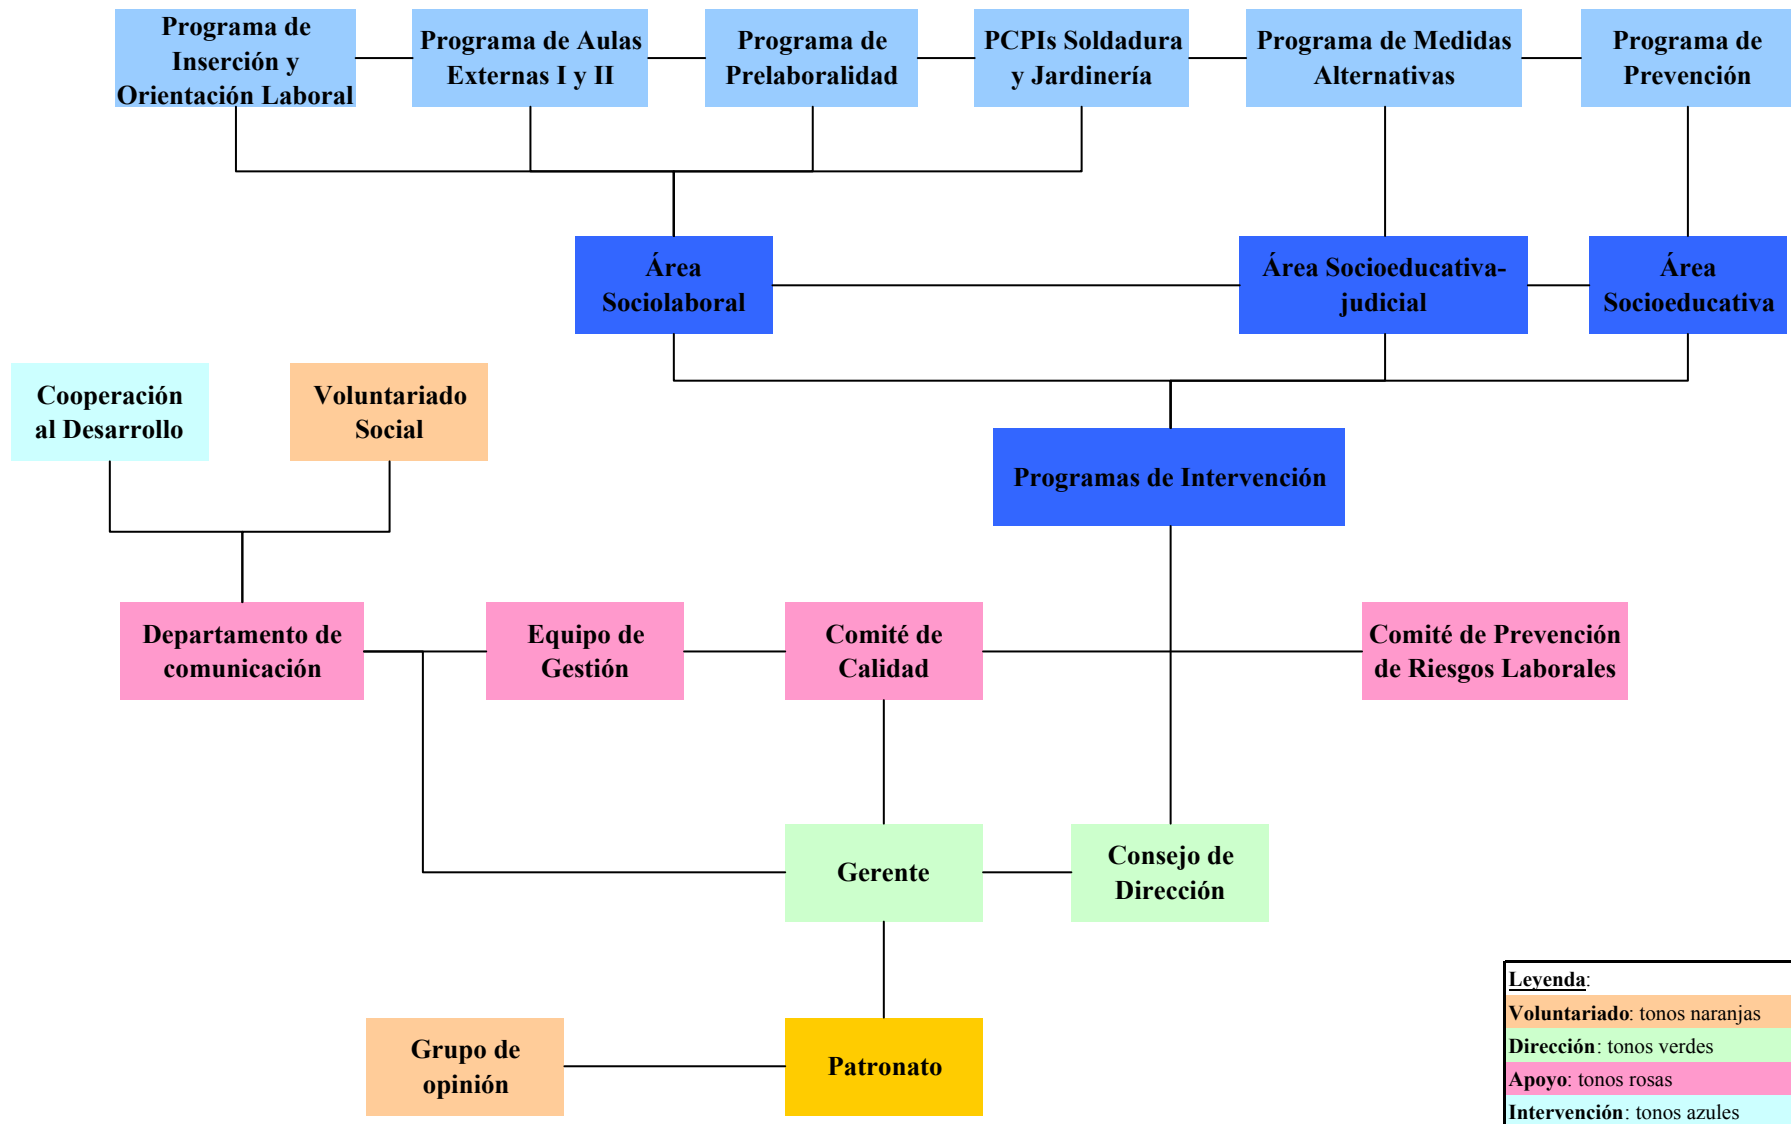 Programa de
Inserción y
Orientación Laboral
Programa de Aulas
Externas I y II
Programa de
Prelaboralidad
PCPIs Soldadura
y Jardinería
Programa de Medidas
Alternativas
Programa de
Prevención
Área
Sociolaboral
Área Socioeducativa-
judicial
Área
Socioeducativa
Cooperación
al Desarrollo
Voluntariado
Social
Programas de Intervención
Departamento de
comunicación
Equipo de
Gestión
Comité de
Calidad
Comité de Prevención
de Riesgos Laborales
Gerente
Consejo de
Dirección
Grupo de
opinión
Patronato
Leyenda:
Voluntariado: tonos naranjas
Dirección: tonos verdes
Apoyo: tonos rosas
Intervención: tonos azules